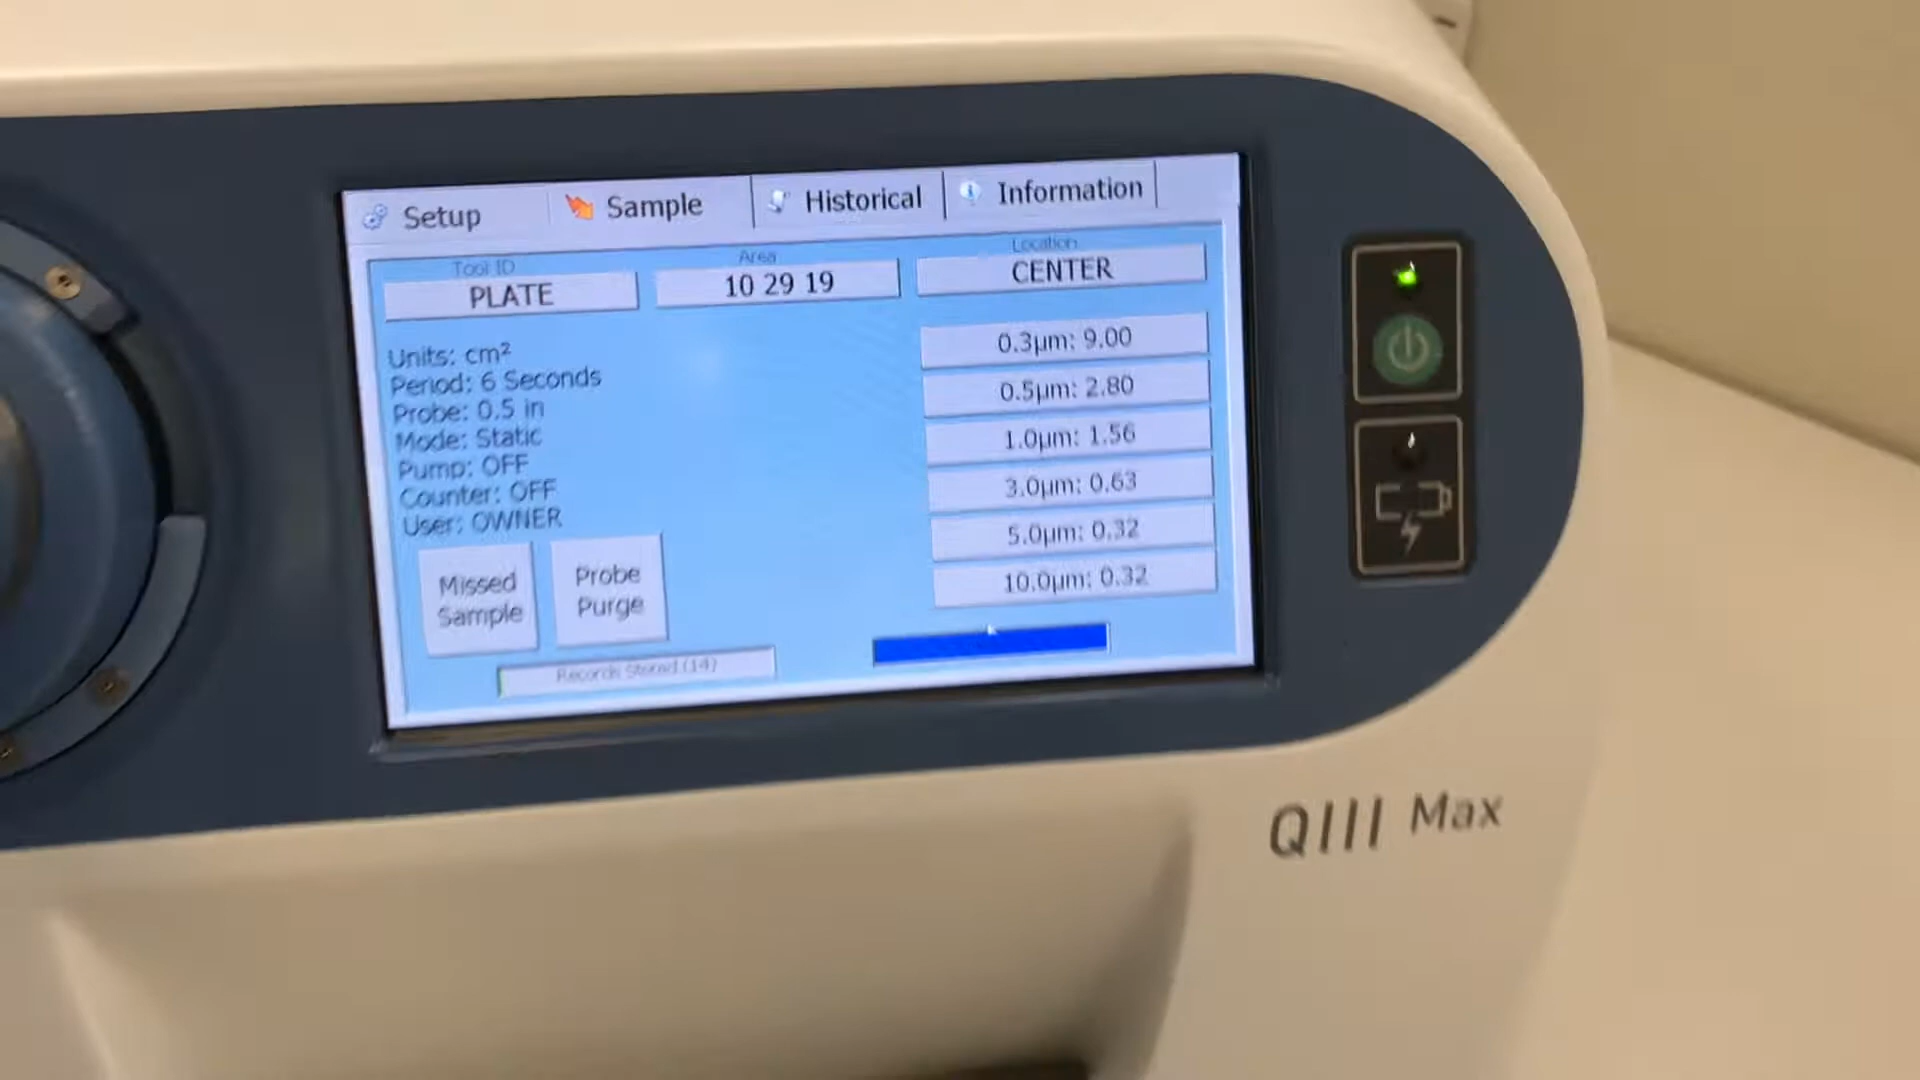 Setup
Sample
Historical
Information
Tool ID
PLATE
Area
10 29 19
Location
CENTER
Units: cm²
Period: 6 Seconds
Probe: 0.5 in
Mode: Static
Pump: OFF
Counter: OFF
User: OWNER
0.3µm: 9.00
0.5µm: 2.80
1.0µm: 1.56
3.0µm: 0.63
5.0µm: 0.32
10.0µm: 0.32
Missed
Sample
Probe
Purge
Records Stored (14)
QIII Max